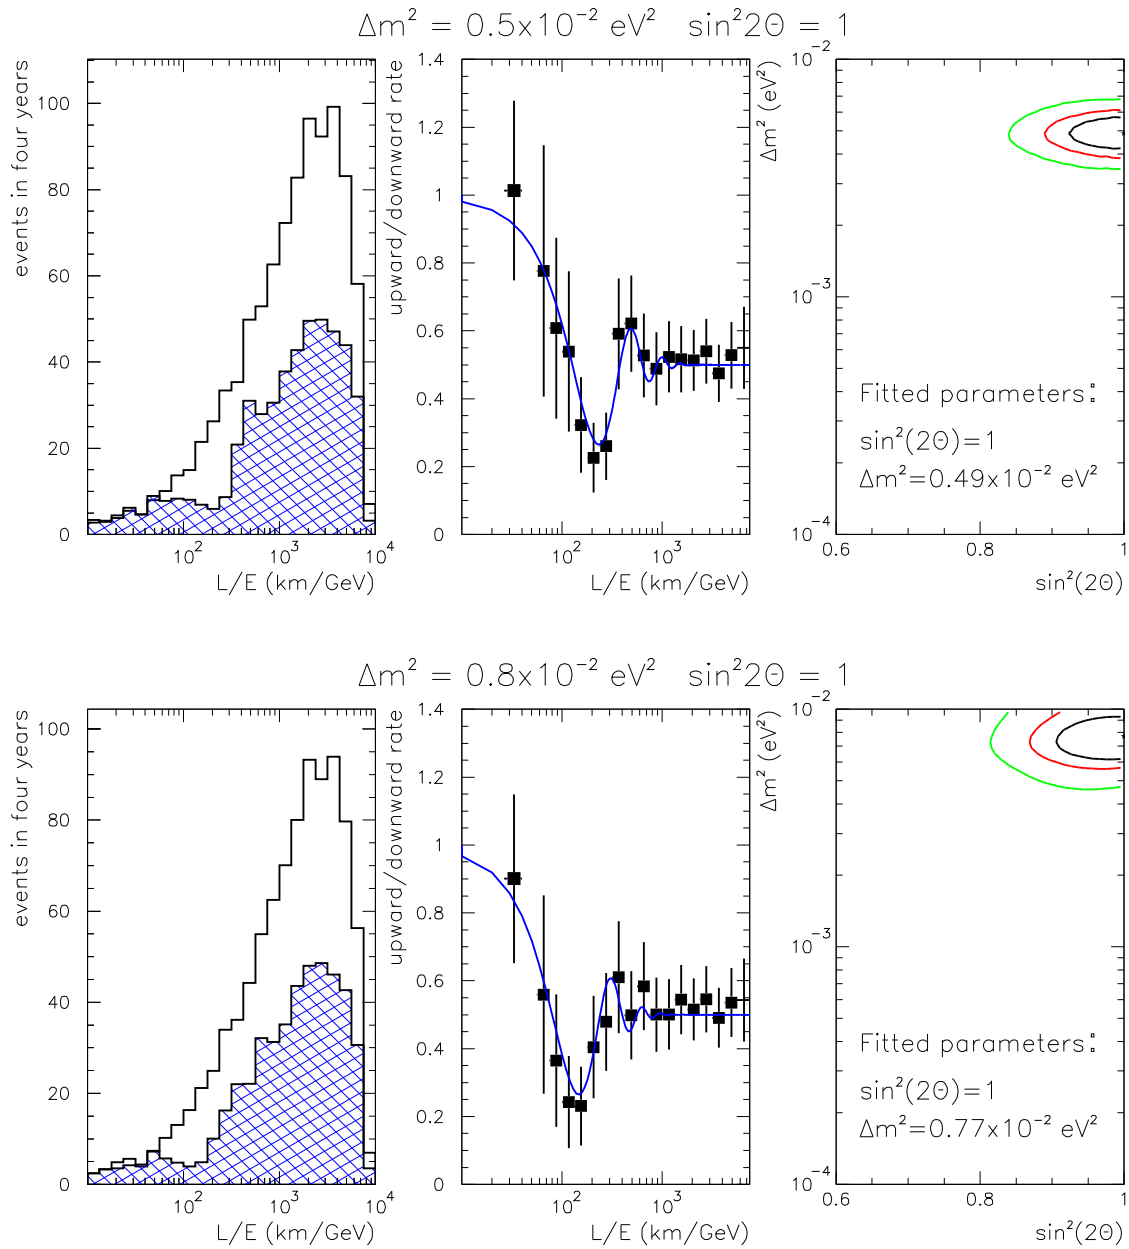 Δm² = 0.5x10⁻² eV² sin²2Θ = 1
events in four years
100
80
60
40
20
0
10² 10³ 10⁴
L/E (km/GeV)
upward/downward rate
1.4
1.2
1
0.8
0.6
0.4
0.2
0
10² 10³
L/E (km/GeV)
Δm² (eV²)
10⁻²
10⁻³
10⁻⁴
Fitted parameters:
sin²(2Θ)=1
Δm²=0.49x10⁻² eV²
0.6 0.8 1
sin²(2Θ)
Δm² = 0.8x10⁻² eV² sin²2Θ = 1
events in four years
100
80
60
40
20
0
10² 10³ 10⁴
L/E (km/GeV)
upward/downward rate
1.4
1.2
1
0.8
0.6
0.4
0.2
0
10² 10³
L/E (km/GeV)
Δm² (eV²)
10⁻²
10⁻³
10⁻⁴
Fitted parameters:
sin²(2Θ)=1
Δm²=0.77x10⁻² eV²
0.6 0.8 1
sin²(2Θ)